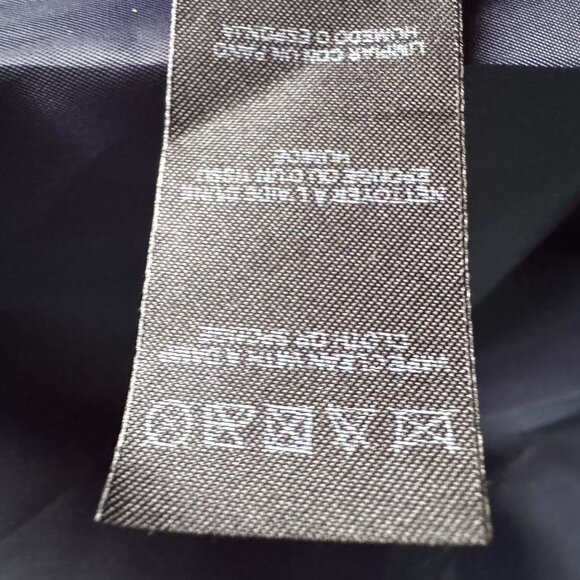 WIPE CLEAN WITH A DAMP
CLOTH OR SPONGE
NETTOYER A L'AIDE D'UNE
EPONGE OU D'UN TISSU
HUMIDE
LIMPIAR CON UN PAÑO
HUMEDO O ESPONJA